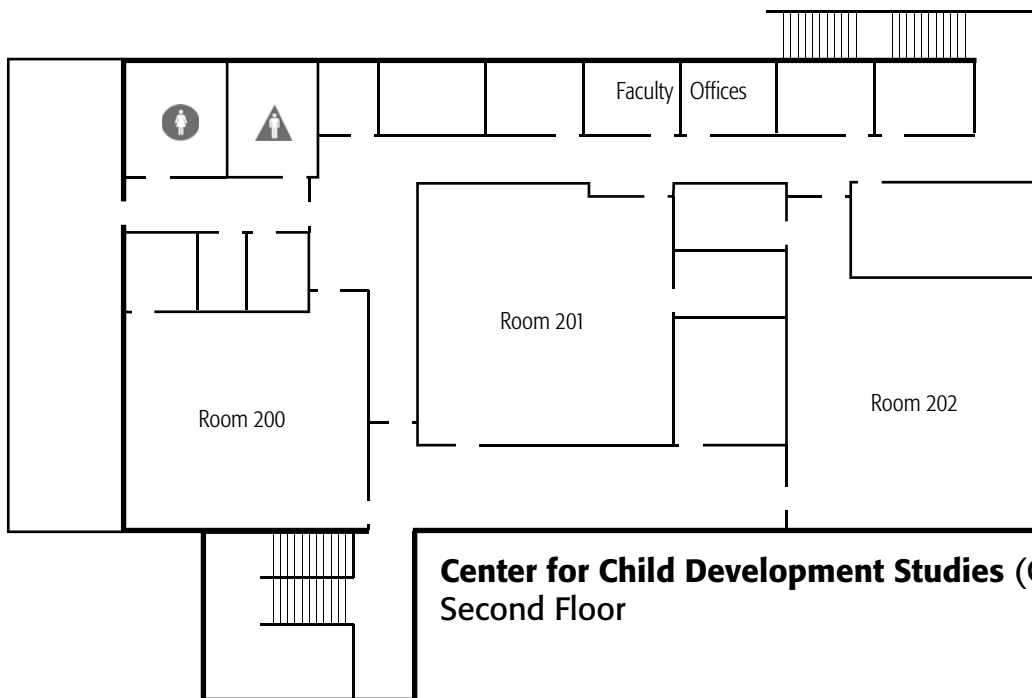 Faculty Offices
Room 201
Room 202
Room 200
Center for Child Development Studies (
Second Floor